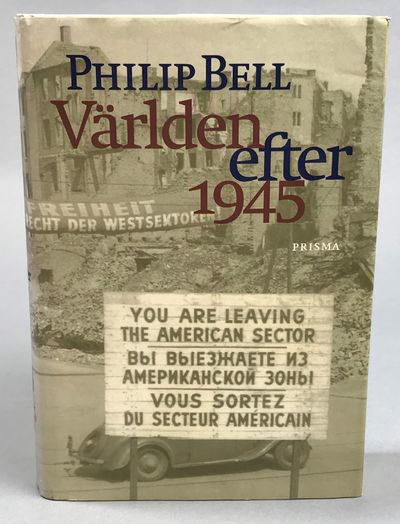 PHILIP BELL
Världen
efter
1945
FREIHEIT
RECHT DER WESTSEKTOREN
PRISMA
YOU ARE LEAVING
THE AMERICAN SECTOR
ВЫ ВЫЕЗЖАЕТЕ ИЗ
АМЕРИКАНСКОЙ ЗОНЫ
VOUS SORTEZ
DU SECTEUR AMÉRICAIN